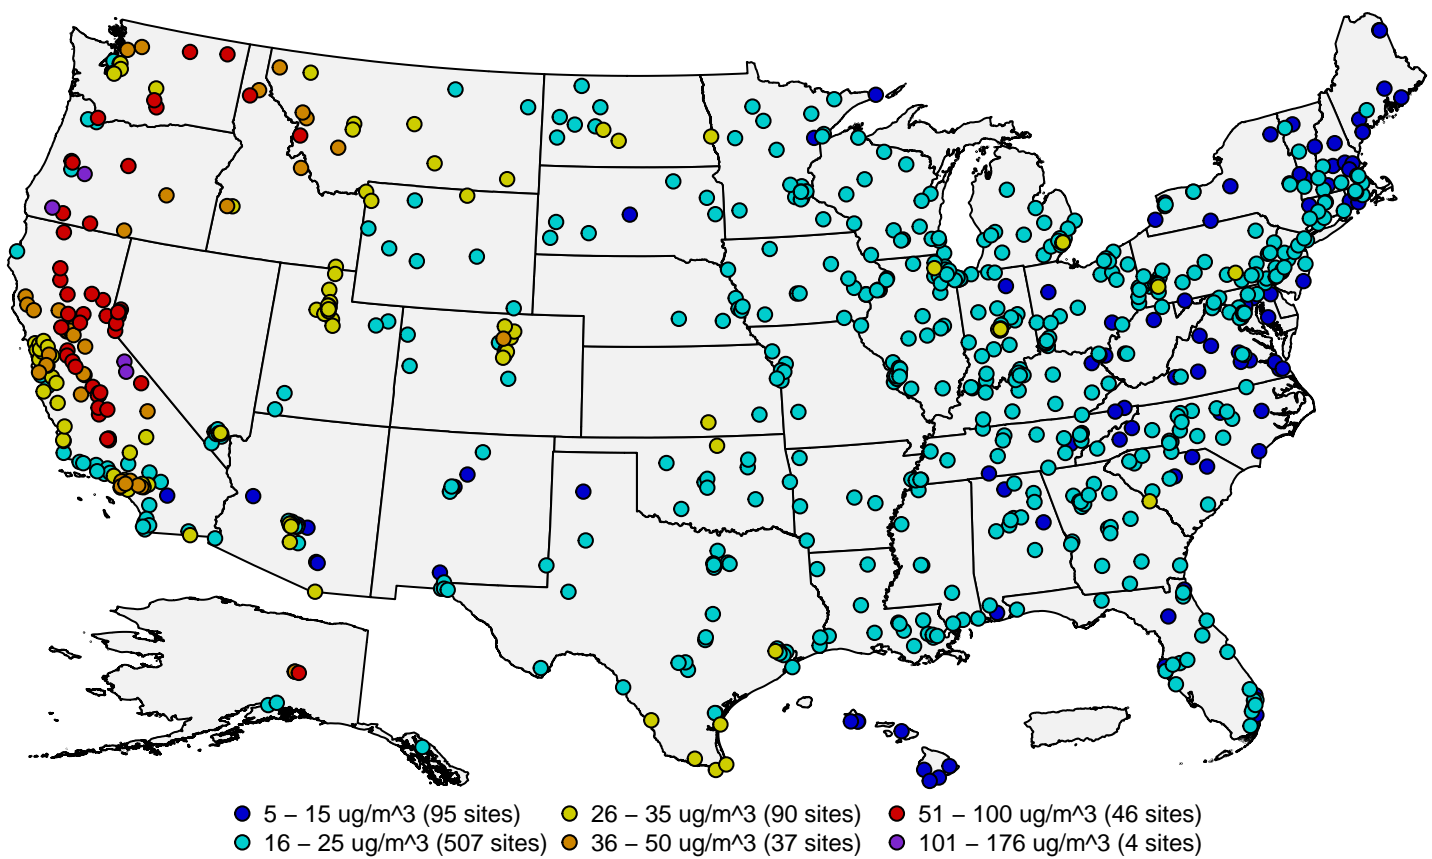 5 – 15 ug/m^3 (95 sites) 26 – 35 ug/m^3 (90 sites) 51 – 100 ug/m^3 (46 sites)
16 – 25 ug/m^3 (507 sites) 36 – 50 ug/m^3 (37 sites) 101 – 176 ug/m^3 (4 sites)